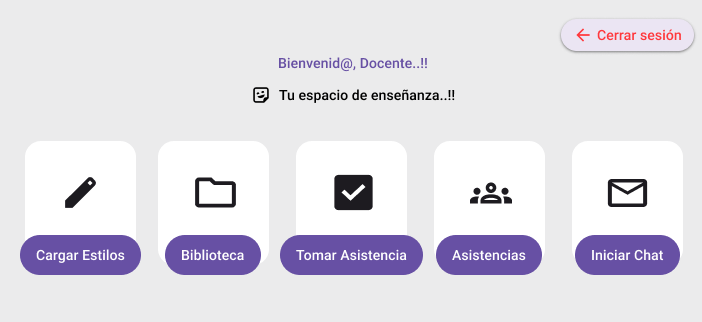 Cerrar sesión
Bienvenid@, Docente..!!
Tu espacio de enseñanza..!!
Cargar Estilos
Biblioteca
Tomar Asistencia
Asistencias
Iniciar Chat